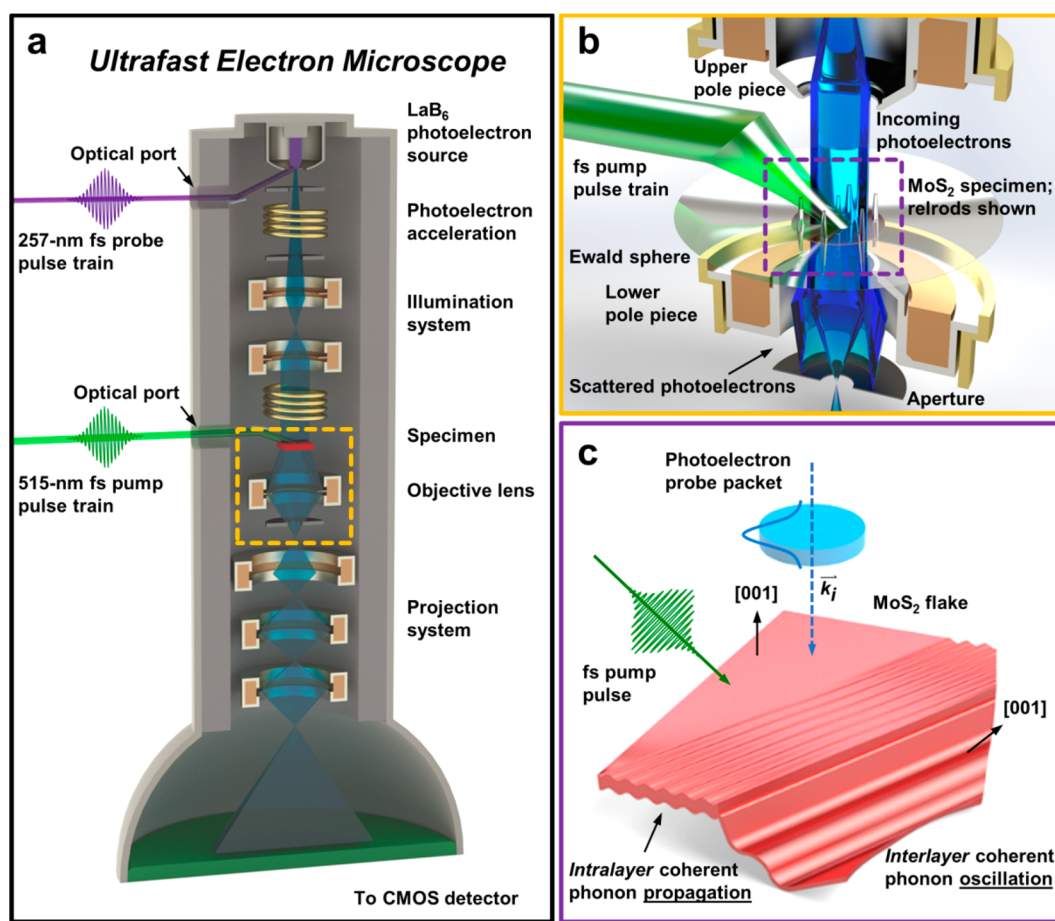 a
Ultrafast Electron Microscope
LaB6
photoelectron
source
Optical port
257-nm fs probe
pulse train
Photoelectron
acceleration
Illumination
system
Optical port
515-nm fs pump
pulse train
Specimen
Objective lens
Projection
system
To CMOS detector
b
Upper
pole piece
Incoming
photoelectrons
fs pump
pulse train
MoS2 specimen;
relrods shown
Ewald sphere
Lower
pole piece
Scattered photoelectrons
Aperture
c
Photoelectron
probe packet
ki
[001]
MoS2 flake
fs pump
pulse
[001]
Intralayer coherent
phonon propagation
Interlayer coherent
phonon oscillation